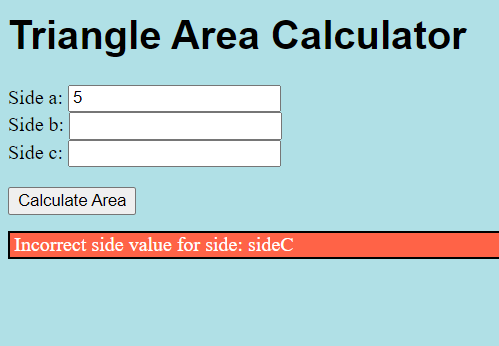 Triangle Area Calculator
Side a: 5
Side b:
Side c:
Calculate Area
Incorrect side value for side: sideC